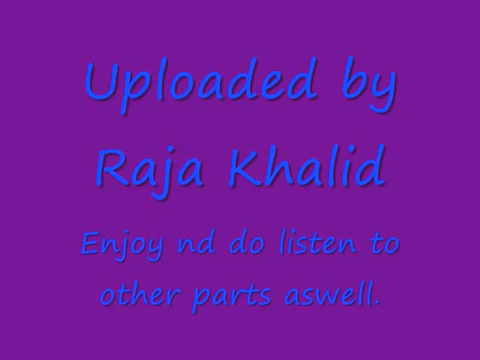 Uploaded by
Raja Khalid
Enjoy nd do listen to
other parts aswell.